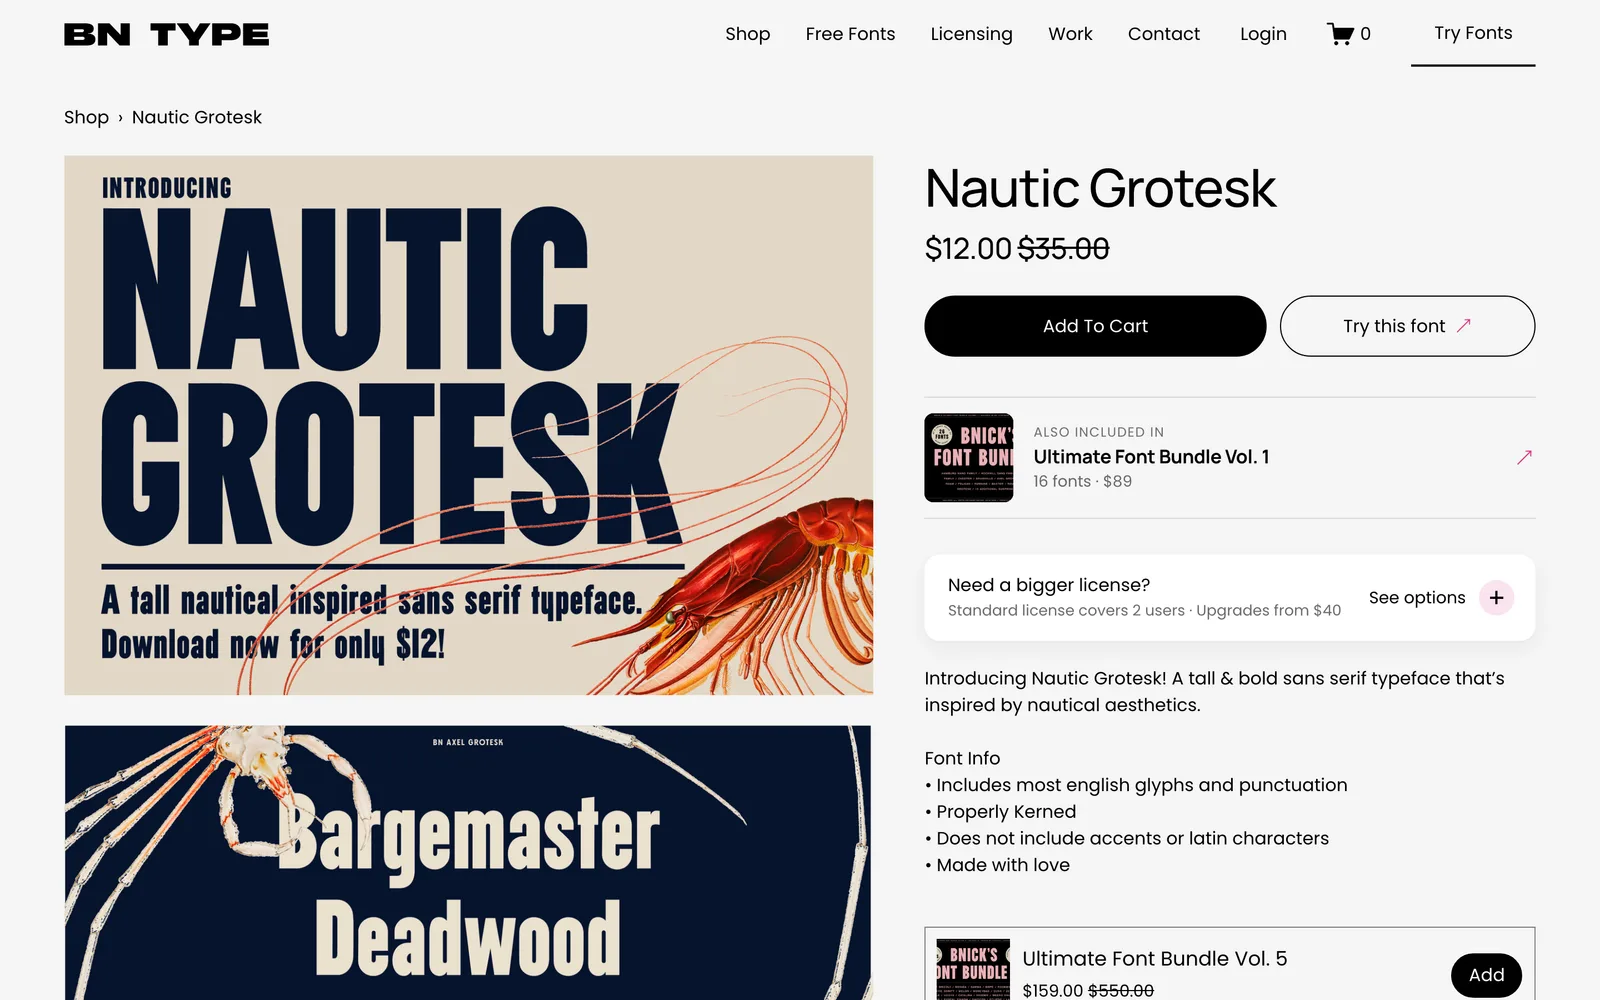 BN TYPE
Shop
Free Fonts
Licensing
Work
Contact
Login
0
Try Fonts
Shop › Nautic Grotesk
INTRODUCING
NAUTIC
GROTESK
A tall nautical inspired sans serif typeface.
Download now for only $12!
BN AXEL GROTESK
Bargemaster
Deadwood
Nautic Grotesk
$12.00 $35.00
Add To Cart
Try this font
26
FONTS
BNICK'S
FONT BUN
ALSO INCLUDED IN
Ultimate Font Bundle Vol. 1
16 fonts · $89
Need a bigger license?
Standard license covers 2 users · Upgrades from $40
See options
Introducing Nautic Grotesk! A tall & bold sans serif typeface that’s
inspired by nautical aesthetics.
Font Info
• Includes most english glyphs and punctuation
• Properly Kerned
• Does not include accents or latin characters
• Made with love
BNICK'S
ONT BUNDLE
Ultimate Font Bundle Vol. 5
$159.00 $550.00
Add